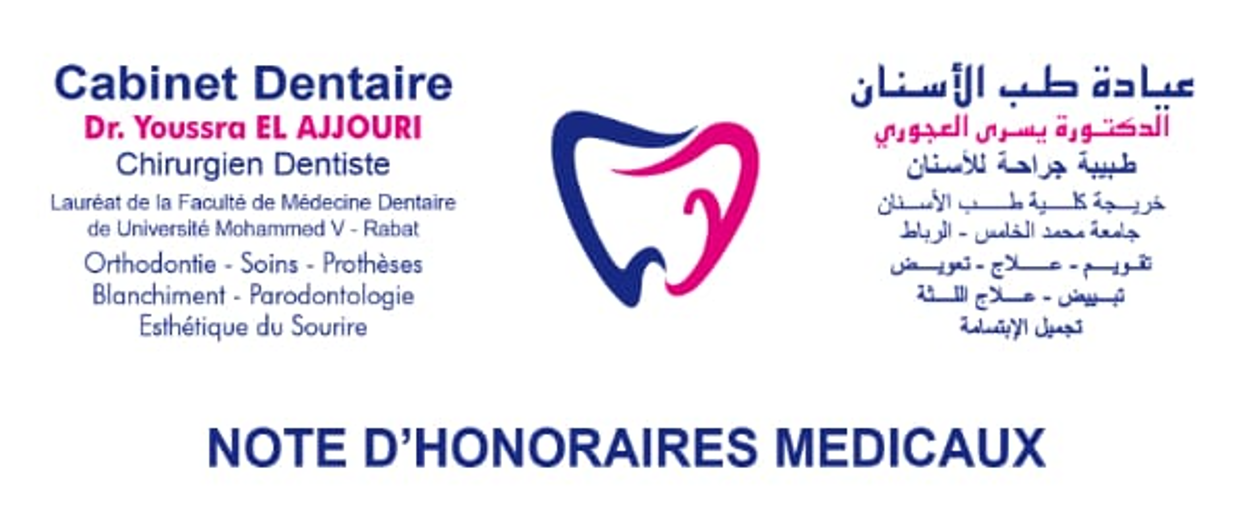 Cabinet Dentaire
Dr. Youssra EL AJJOURI
Chirurgien Dentiste
Lauréat de la Faculté de Médecine Dentaire
de Université Mohammed V - Rabat
Orthodontie - Soins - Prothèses
Blanchiment - Parodontologie
Esthétique du Sourire
عيادة طب الأسنان
الدكتورة يسرى العجوري
طبيبة جراحة للأسنان
خريجة كلية طب الأسنان
جامعة محمد الخامس - الرباط
تقويم - علاج - تعويض
تبييض - علاج اللثة
تجميل الإبتسامة
NOTE D’HONORAIRES MEDICAUX